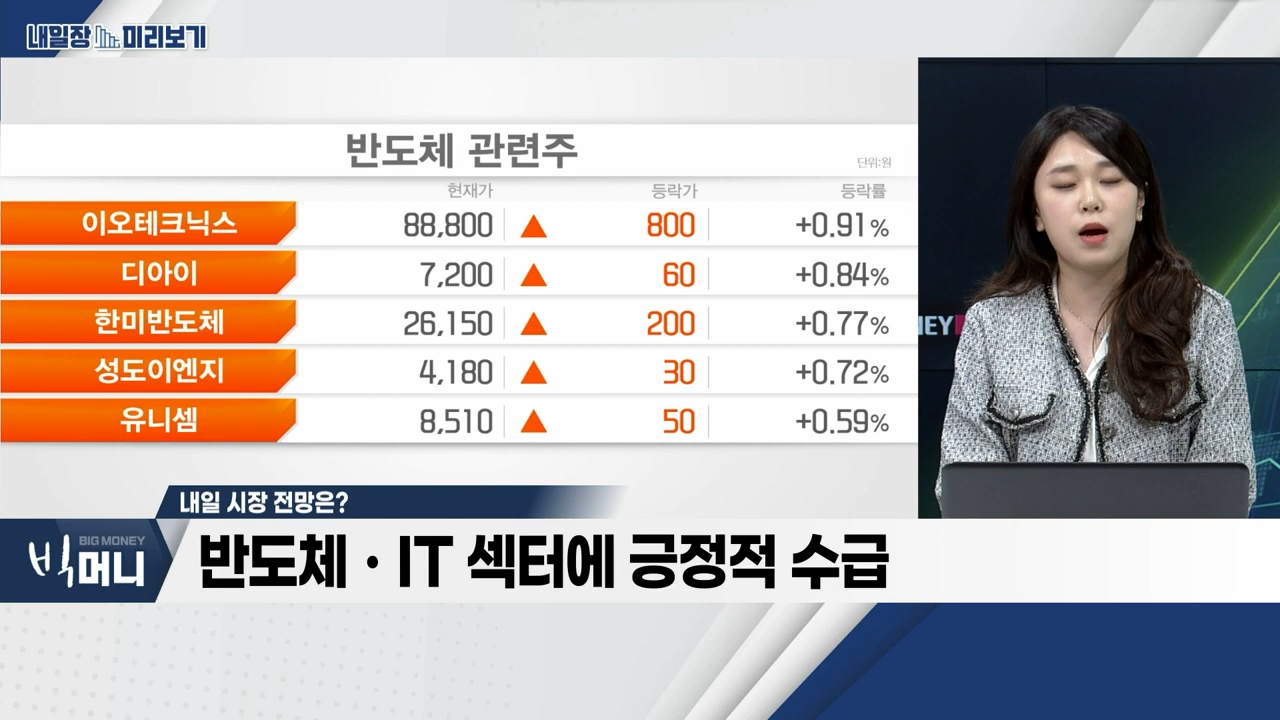 내일장 미리보기
반도체 관련주
단위:원
현재가 등락가 등락률
이오테크닉스 88,800 ▲ 800 +0.91%
디아이 7,200 ▲ 60 +0.84%
한미반도체 26,150 ▲ 200 +0.77%
성도이엔지 4,180 ▲ 30 +0.72%
유니셈 8,510 ▲ 50 +0.59%
NEY
내일 시장 전망은?
BIG MONEY
빅머니
반도체·IT 섹터에 긍정적 수급